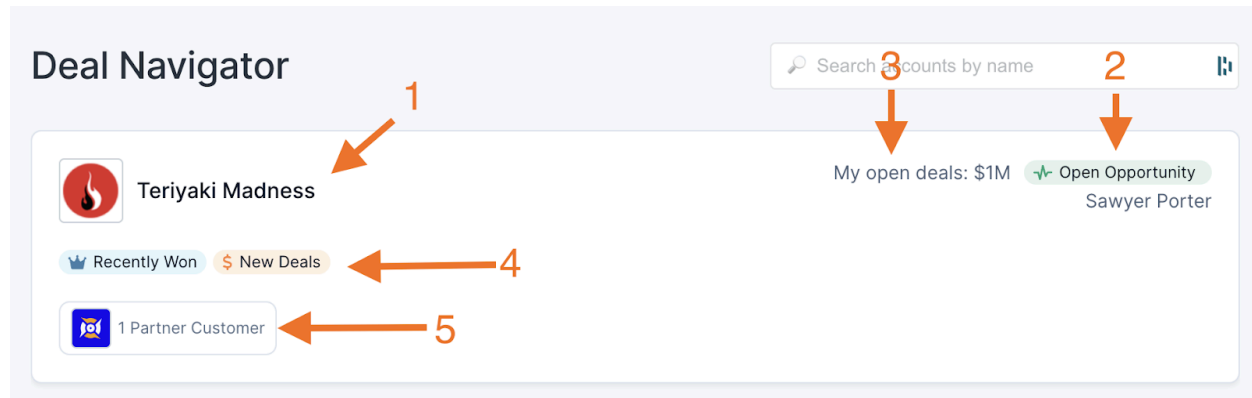 Deal Navigator
Search accounts by name
3
2
1
Teriyaki Madness
My open deals: $1M
Open Opportunity
Sawyer Porter
Recently Won
$ New Deals
4
1 Partner Customer
5